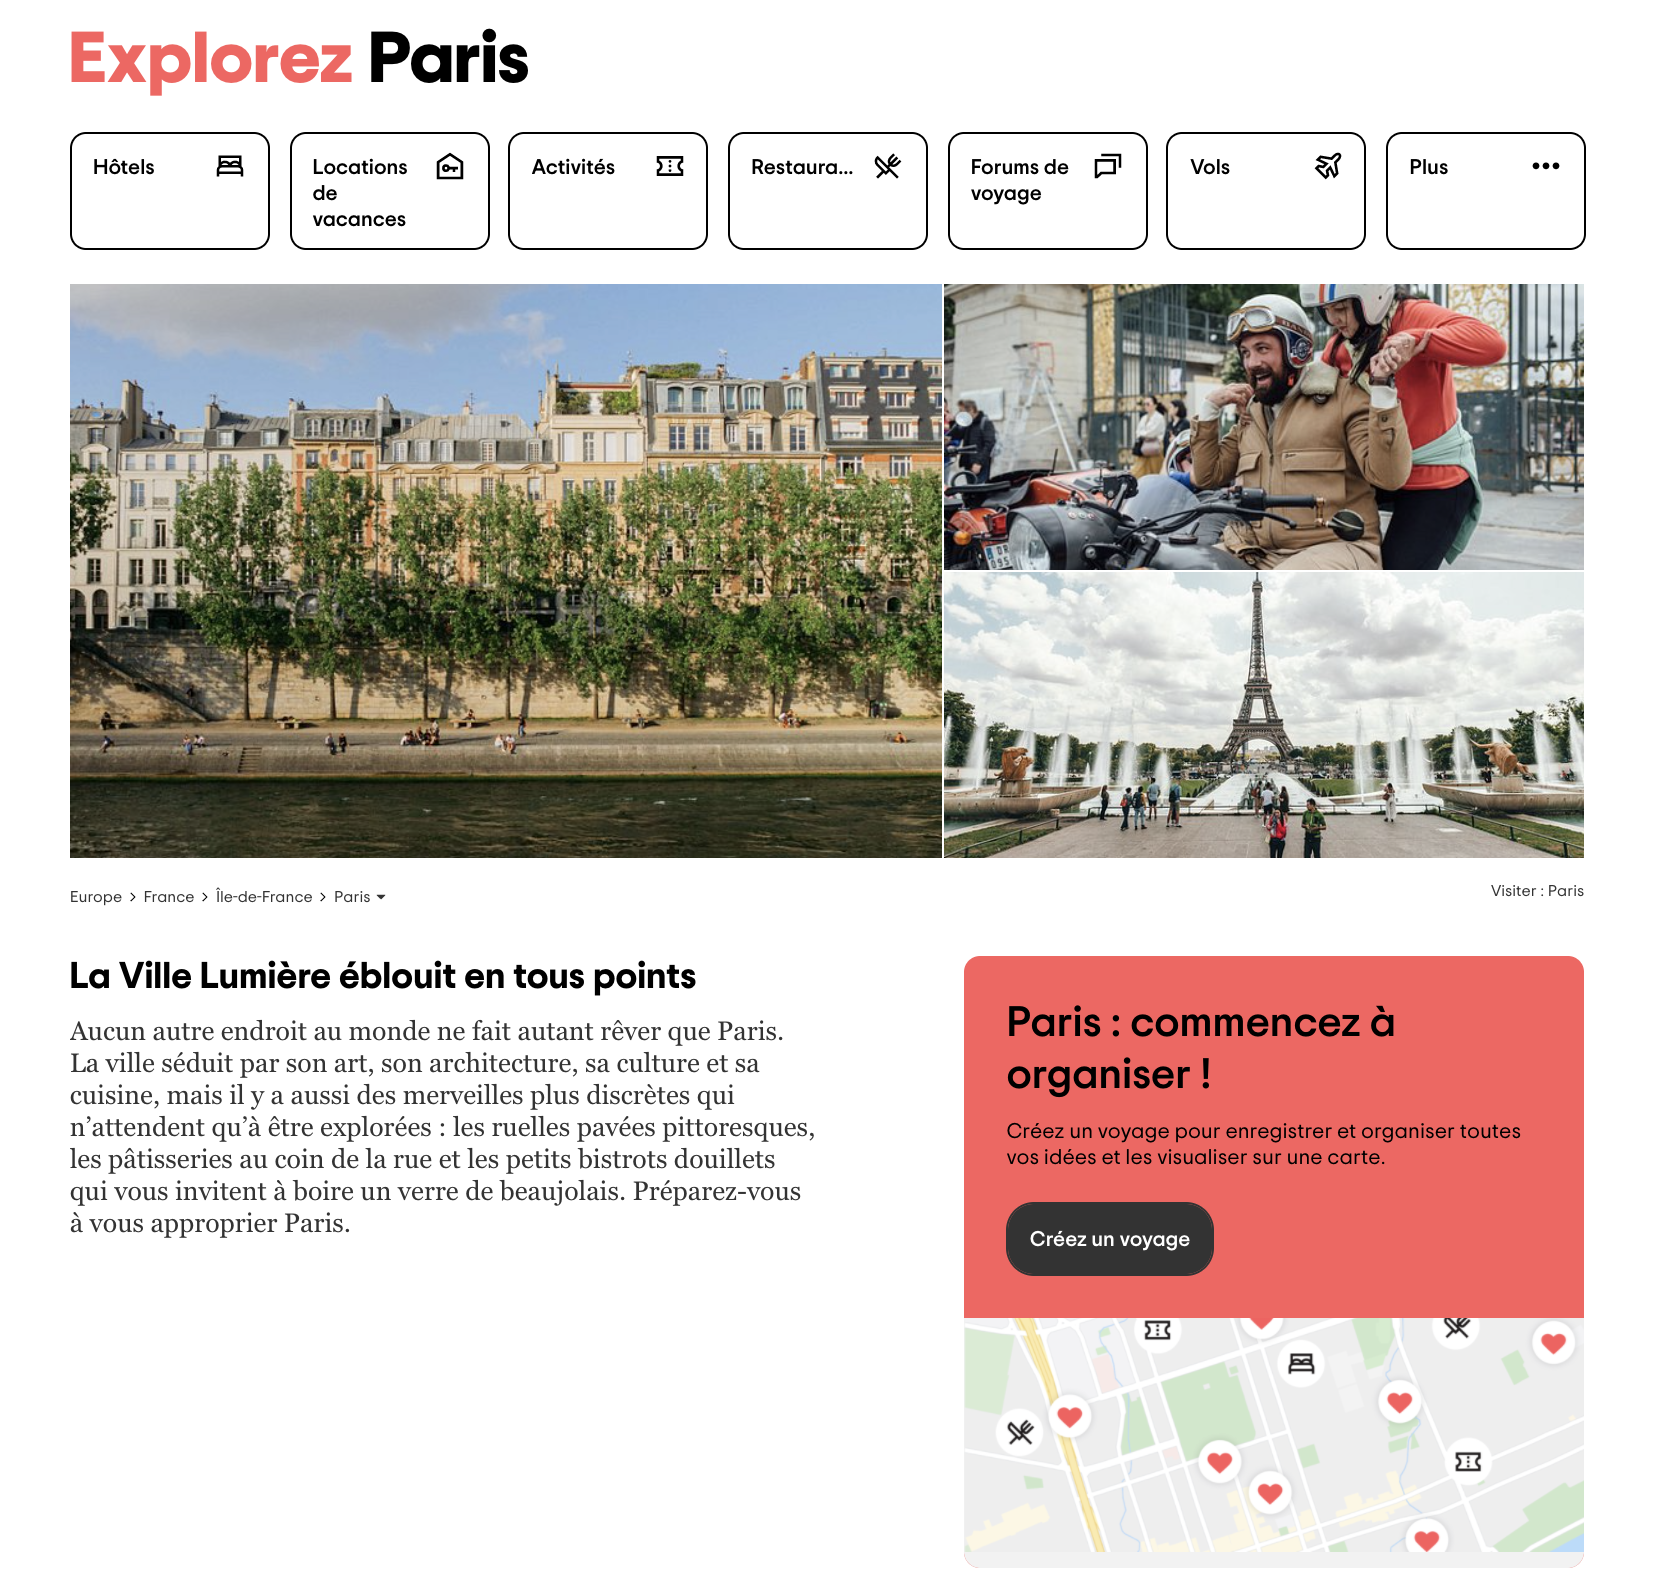 Explorez Paris
Hôtels
Locations
de
vacances
Activités
Restaura...
Forums de
voyage
Vols
Plus
Europe > France > Île-de-France > Paris
Visiter : Paris
La Ville Lumière éblouit en tous points
Aucun autre endroit au monde ne fait autant rêver que Paris.
La ville séduit par son art, son architecture, sa culture et sa
cuisine, mais il y a aussi des merveilles plus discrètes qui
n’attendent qu’à être explorées : les ruelles pavées pittoresques,
les pâtisseries au coin de la rue et les petits bistrots douillets
qui vous invitent à boire un verre de beaujolais. Préparez-vous
à vous approprier Paris.
Paris : commencez à
organiser !
Créez un voyage pour enregistrer et organiser toutes
vos idées et les visualiser sur une carte.
Créez un voyage